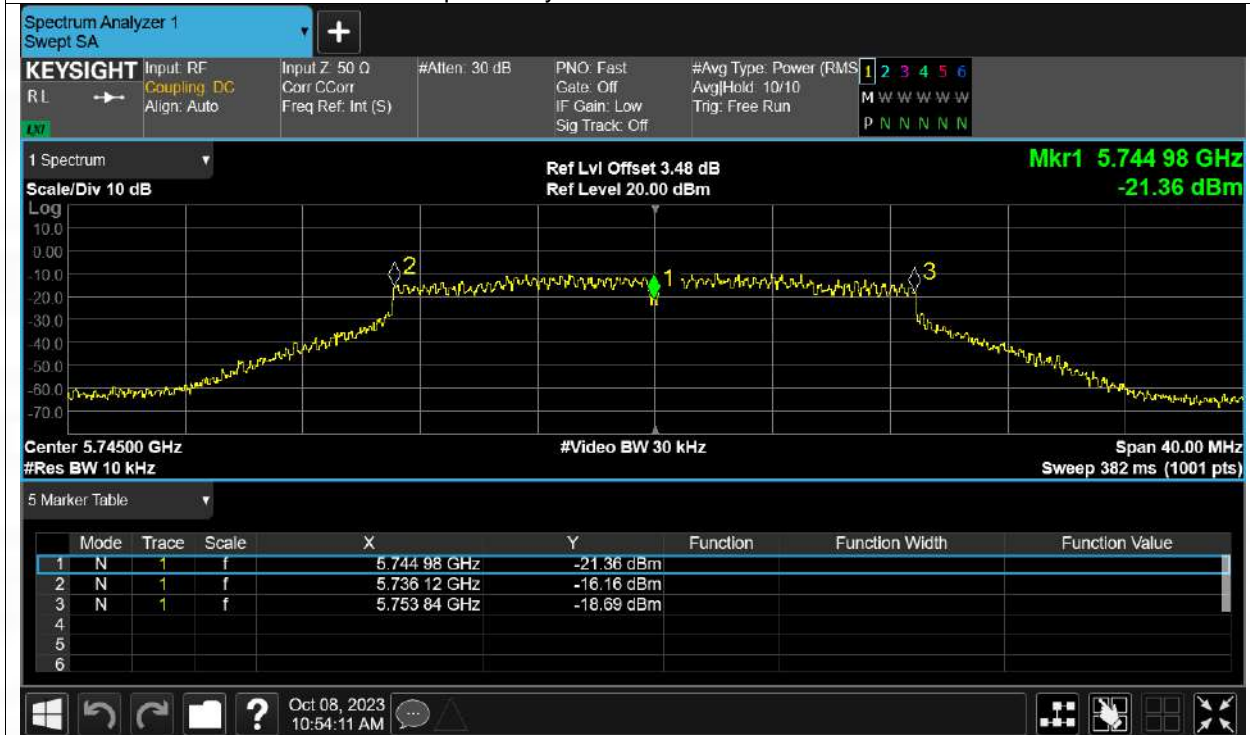 Spectrum Analyzer 1
Swept SA
+
KEYSIGHT Input: RF Input Z: 50 Ω #Atten: 30 dB PNO: Fast #Avg Type: Power (RMS 1 2 3 4 5 6
RL Coupling: DC Corr CCorr Gate: Off Avg|Hold: 10/10 M W W W W W
Align: Auto Freq Ref: Int (S) IF Gain: Low Trig: Free Run P N N N N N
LXI Sig Track: Off
1 Spectrum Ref Lvl Offset 3.48 dB Mkr1 5.744 98 GHz
Scale/Div 10 dB Ref Level 20.00 dBm -21.36 dBm
Log
10.0
0.00
-10.0
-20.0
-30.0
-40.0
-50.0
-60.0
-70.0
2
1
3
Center 5.74500 GHz #Video BW 30 kHz Span 40.00 MHz
#Res BW 10 kHz Sweep 382 ms (1001 pts)
5 Marker Table
Mode Trace Scale X Y Function Function Width Function Value
1 N 1 f 5.744 98 GHz -21.36 dBm
2 N 1 f 5.736 12 GHz -16.16 dBm
3 N 1 f 5.753 84 GHz -18.69 dBm
4
5
6
? Oct 08, 2023
10:54:11 AM